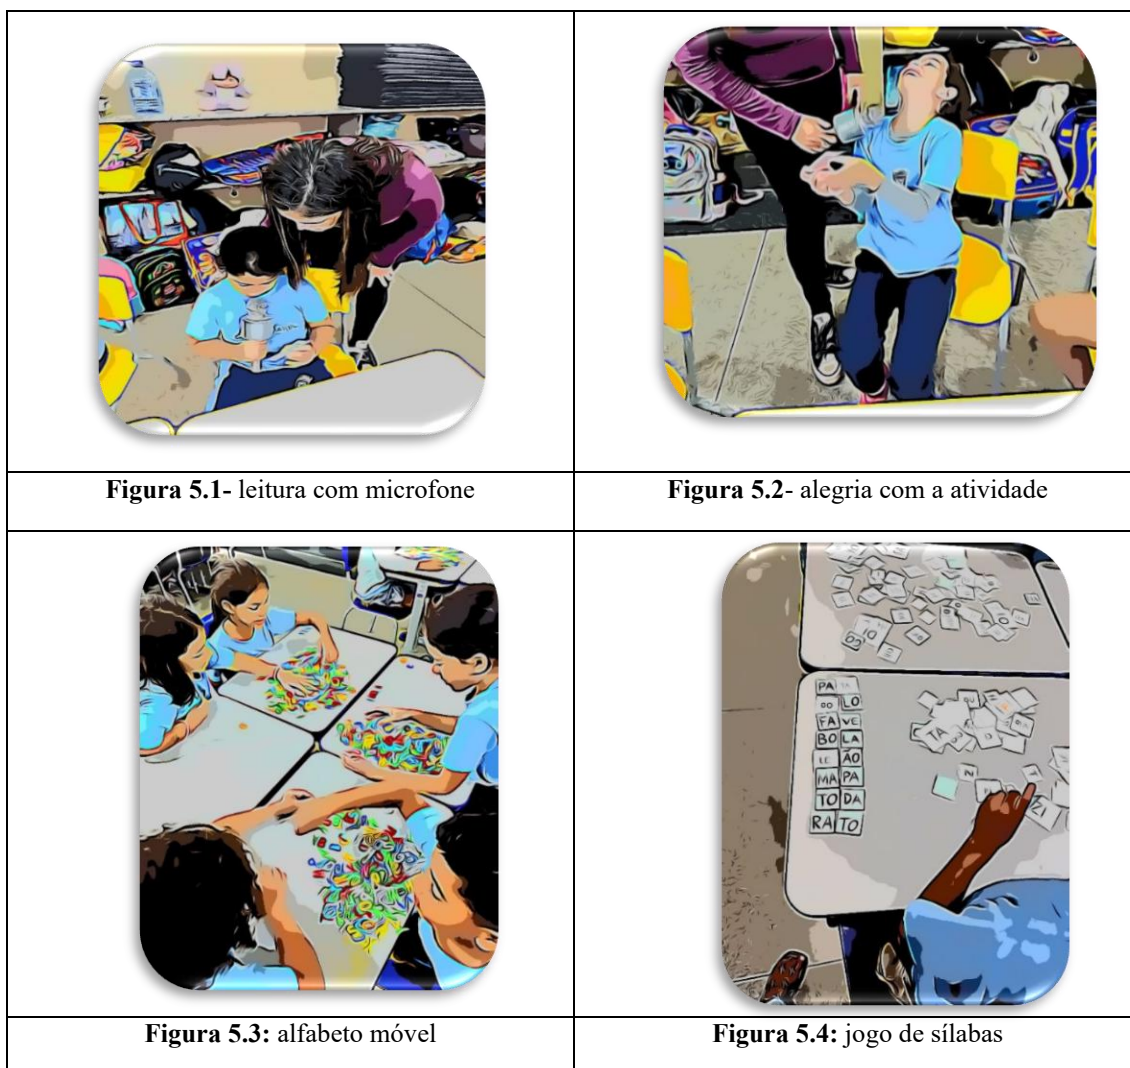 Figura 5.1- leitura com microfone
Figura 5.2- alegria com a atividade
PA
LO
FA VE
BO LA
ÃO
MA PA
TO DA
RA TO
TA
Figura 5.3: alfabeto móvel
Figura 5.4: jogo de sílabas